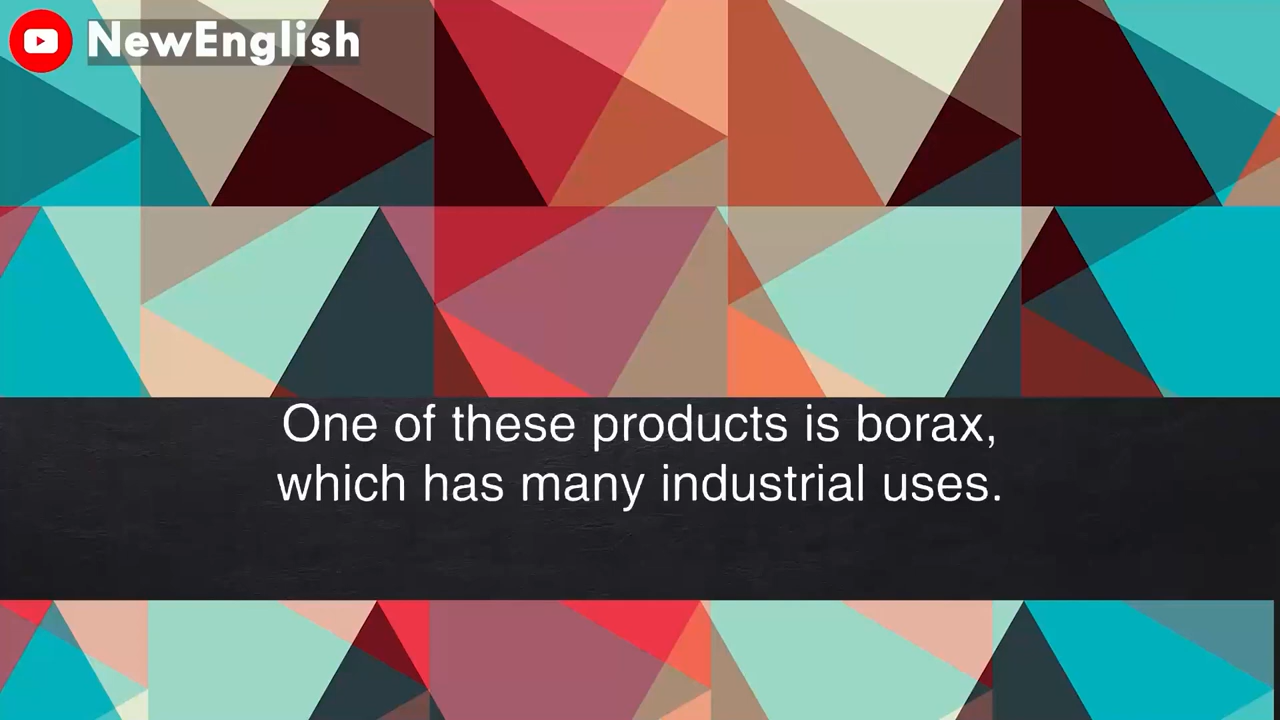 NewEnglish
One of these products is borax,
which has many industrial uses.